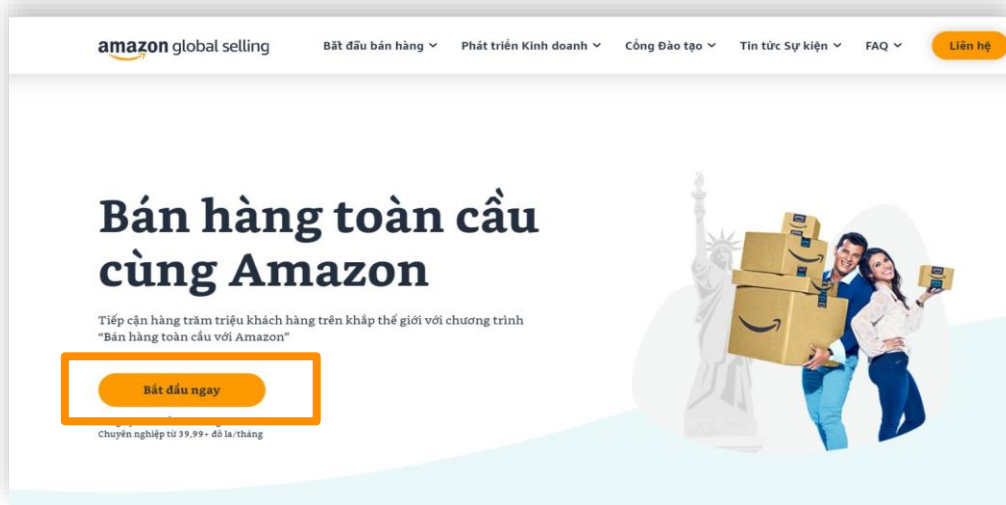 amazon global selling
Bắt đầu bán hàng
Phát triển Kinh doanh
Cổng Đào tạo
Tin tức Sự kiện
FAQ
Liên hệ
Bán hàng toàn cầu
cùng Amazon
Tiếp cận hàng trăm triệu khách hàng trên khắp thế giới với chương trình
“Bán hàng toàn cầu với Amazon”
Bắt đầu ngay
Chuyên nghiệp từ 39,99+ đô la/tháng